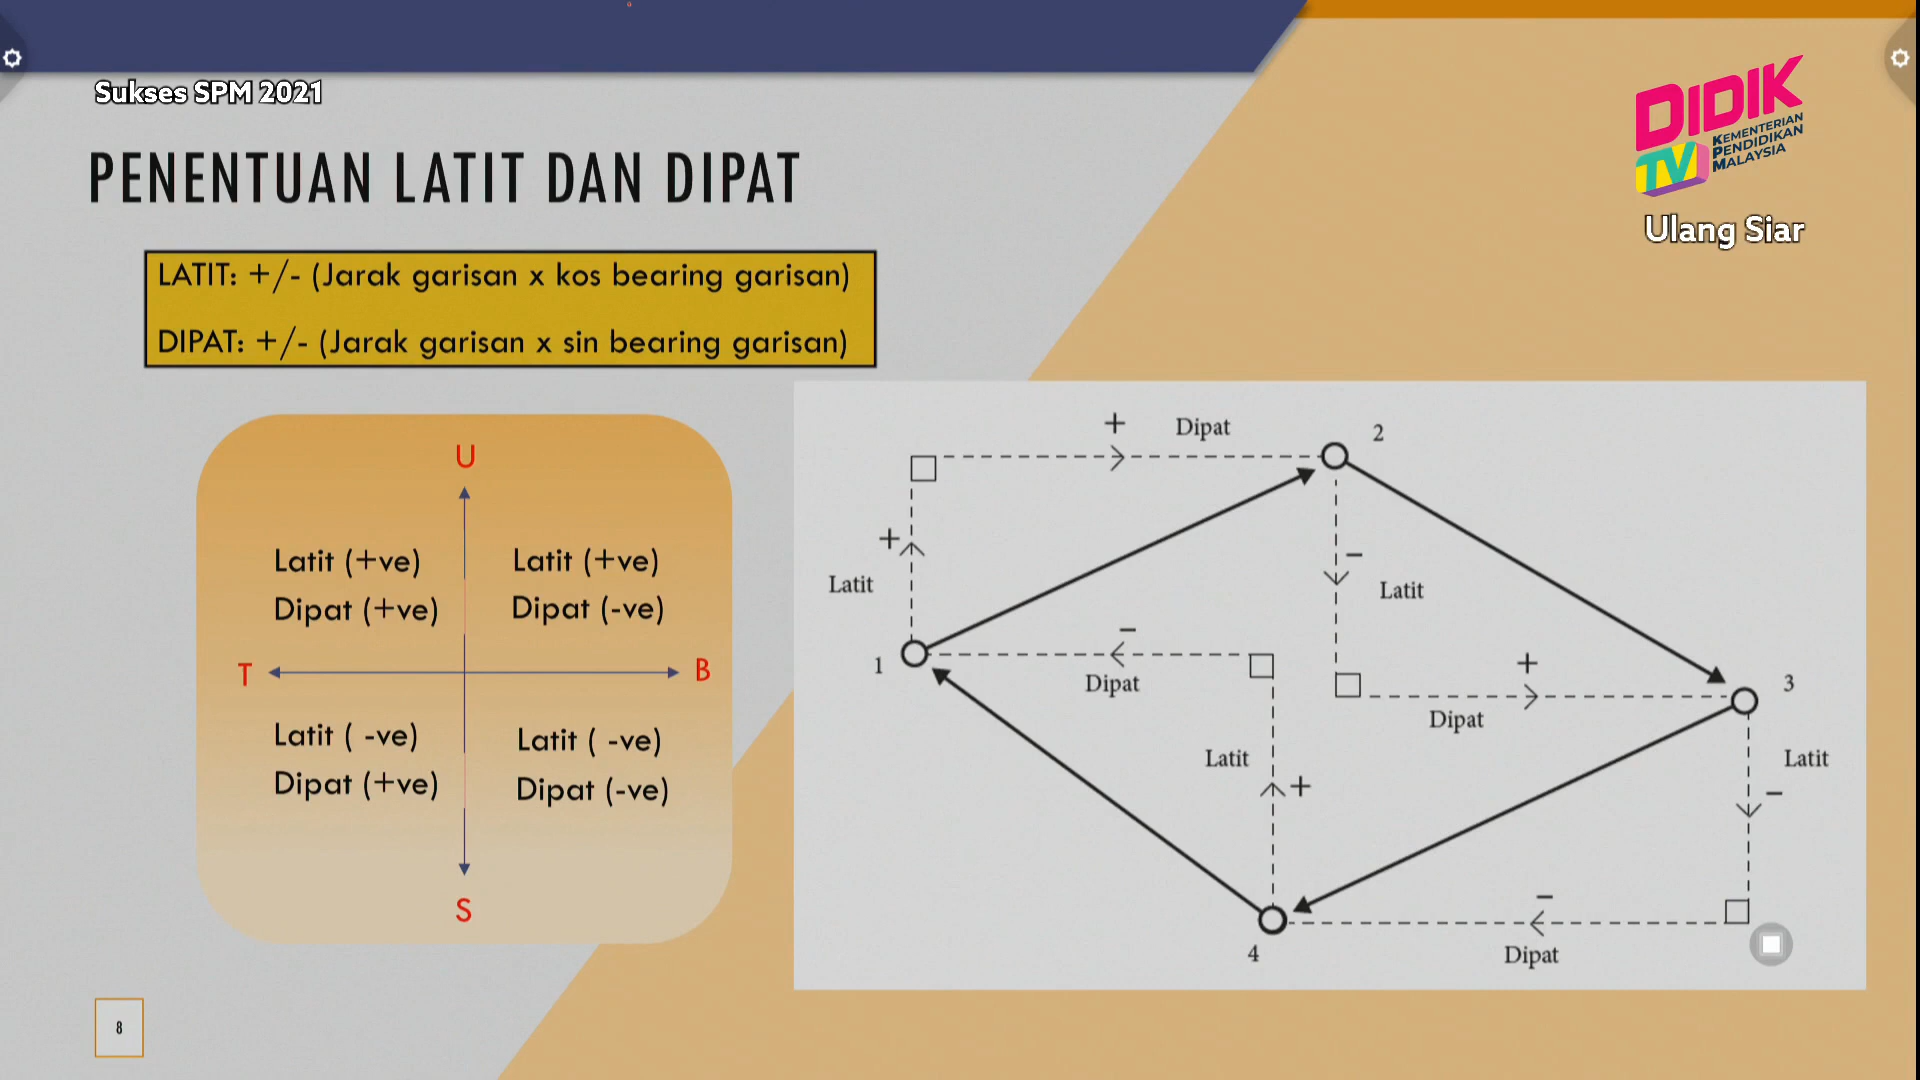 Sukses SPM 2021
PENENTUAN LATIT DAN DIPAT
DIDIK
TV
KEMENTERIAN
PENDIDIKAN
MALAYSIA
Ulang Siar
LATIT: +/- (Jarak garisan x kos bearing garisan)
DIPAT: +/- (Jarak garisan x sin bearing garisan)
U
Latit (+ve)
Dipat (+ve)
Latit (+ve)
Dipat (-ve)
T
B
Latit ( -ve)
Dipat (+ve)
Latit ( -ve)
Dipat (-ve)
S
+ Dipat
2
+
Latit
−
Latit
1
−
Dipat
+
Dipat
3
Latit
+
Latit
−
4
−
Dipat
8